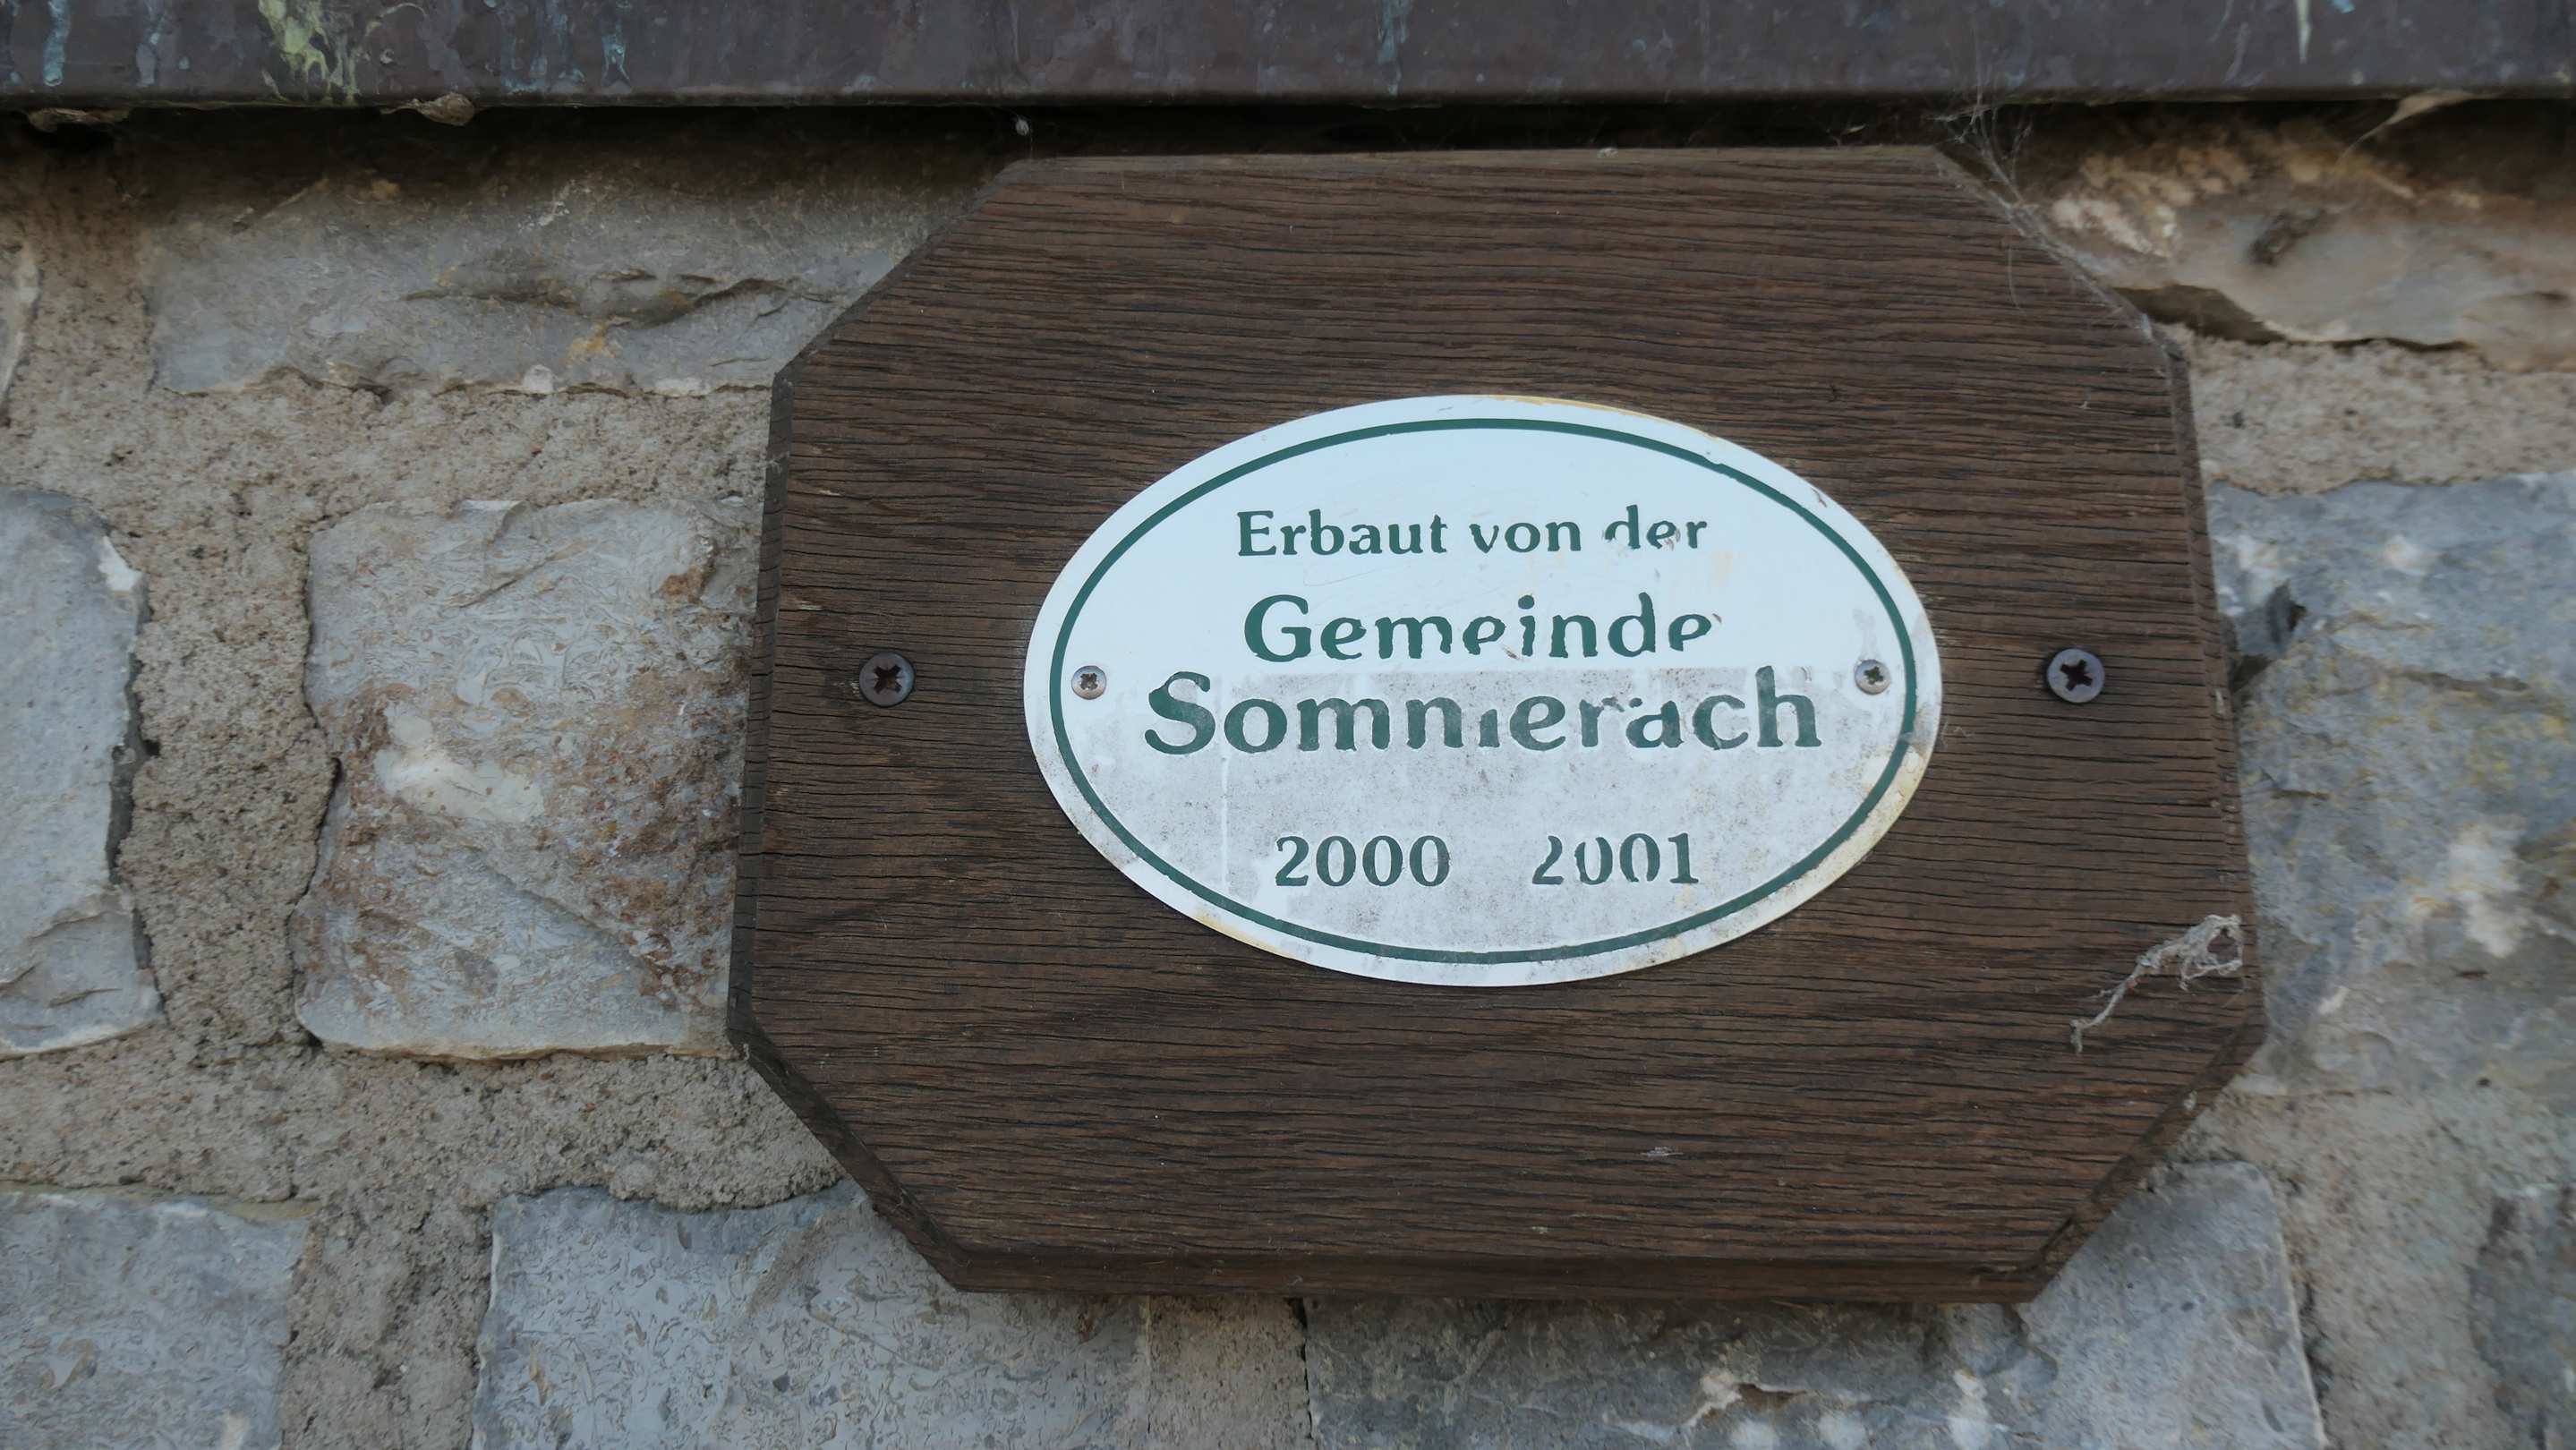 Erbaut von der
Gemeinde
Sommerach
2000 2001